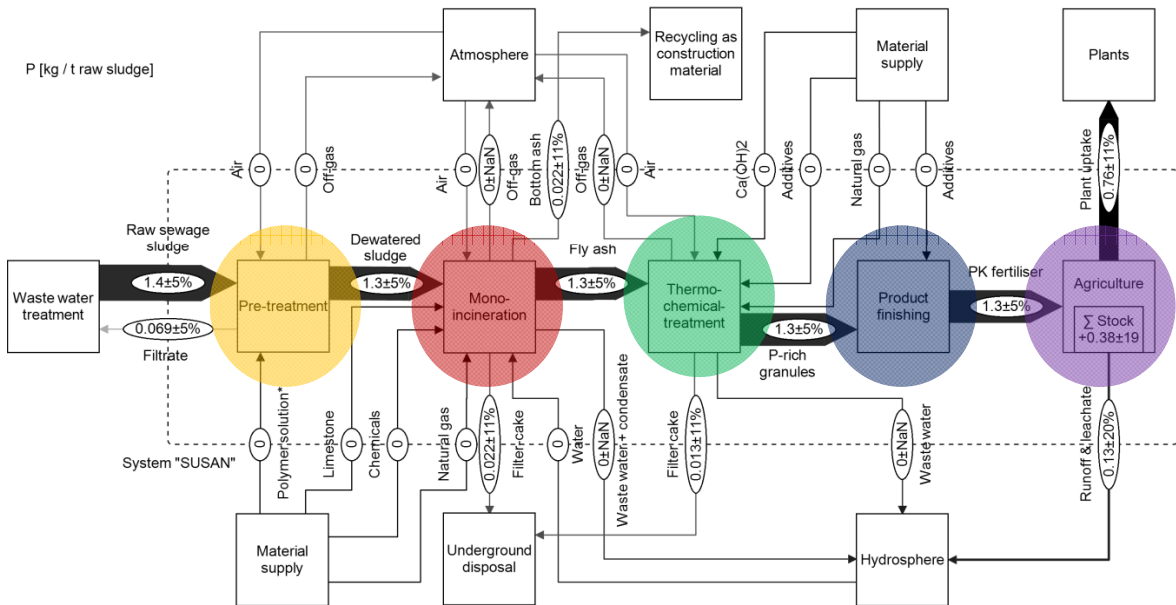 P [kg / t raw sludge]
Atmosphere
Recycling as
construction
material
Material
supply
Plants
Air
0
Off-gas
0
Air
0
0±NaN
Off-gas
Bottom ash
0.022±11%
Off-gas
0±NaN
0
Air
Ca(OH)2
0
Additives
0
Natural gas
0
0
Additives
Plant uptake
0.76±11%
Raw sewage
sludge
1.4±5%
Dewatered
sludge
1.3±5%
Fly ash
1.3±5%
PK fertiliser
1.3±5%
Waste water
treatment
Pre-treatment
Mono-
incineration
Thermo-
chemical-
treatment
Product
finishing
Agriculture
∑ Stock
+0.38±19
0.069±5%
Filtrate
1.3±5%
P-rich
granules
System "SUSAN"
0
Polymer solution*
Limestone
0
Chemicals
0
Natural gas
0
0.022±11%
Filter-cake
0
Water
0±NaN
Waste water + condensate
Filter-cake
0.013±11%
0±NaN
Waste water
Runoff & leachate
0.13±20%
Material
supply
Underground
disposal
Hydrosphere